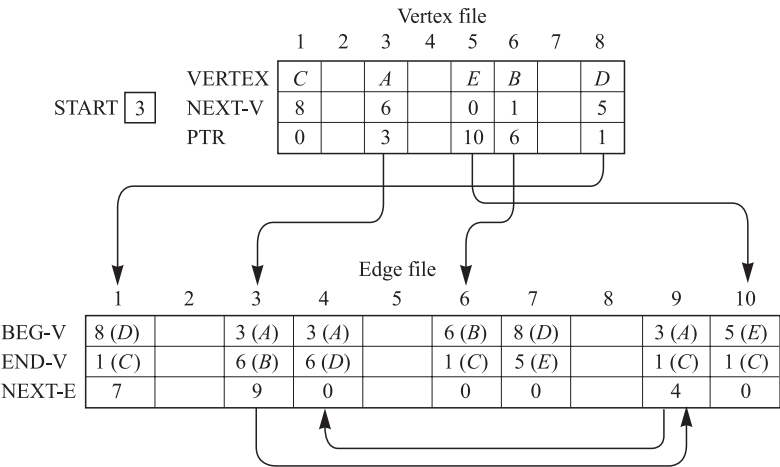 Vertex file
1 2 3 4 5 6 7 8
VERTEX C A E B D
START 3 NEXT-V 8 6 0 1 5
PTR 0 3 10 6 1
Edge file
1 2 3 4 5 6 7 8 9 10
BEG-V 8 (D) 3 (A) 3 (A) 6 (B) 8 (D) 3 (A) 5 (E)
END-V 1 (C) 6 (B) 6 (D) 1 (C) 5 (E) 1 (C) 1 (C)
NEXT-E 7 9 0 0 0 4 0